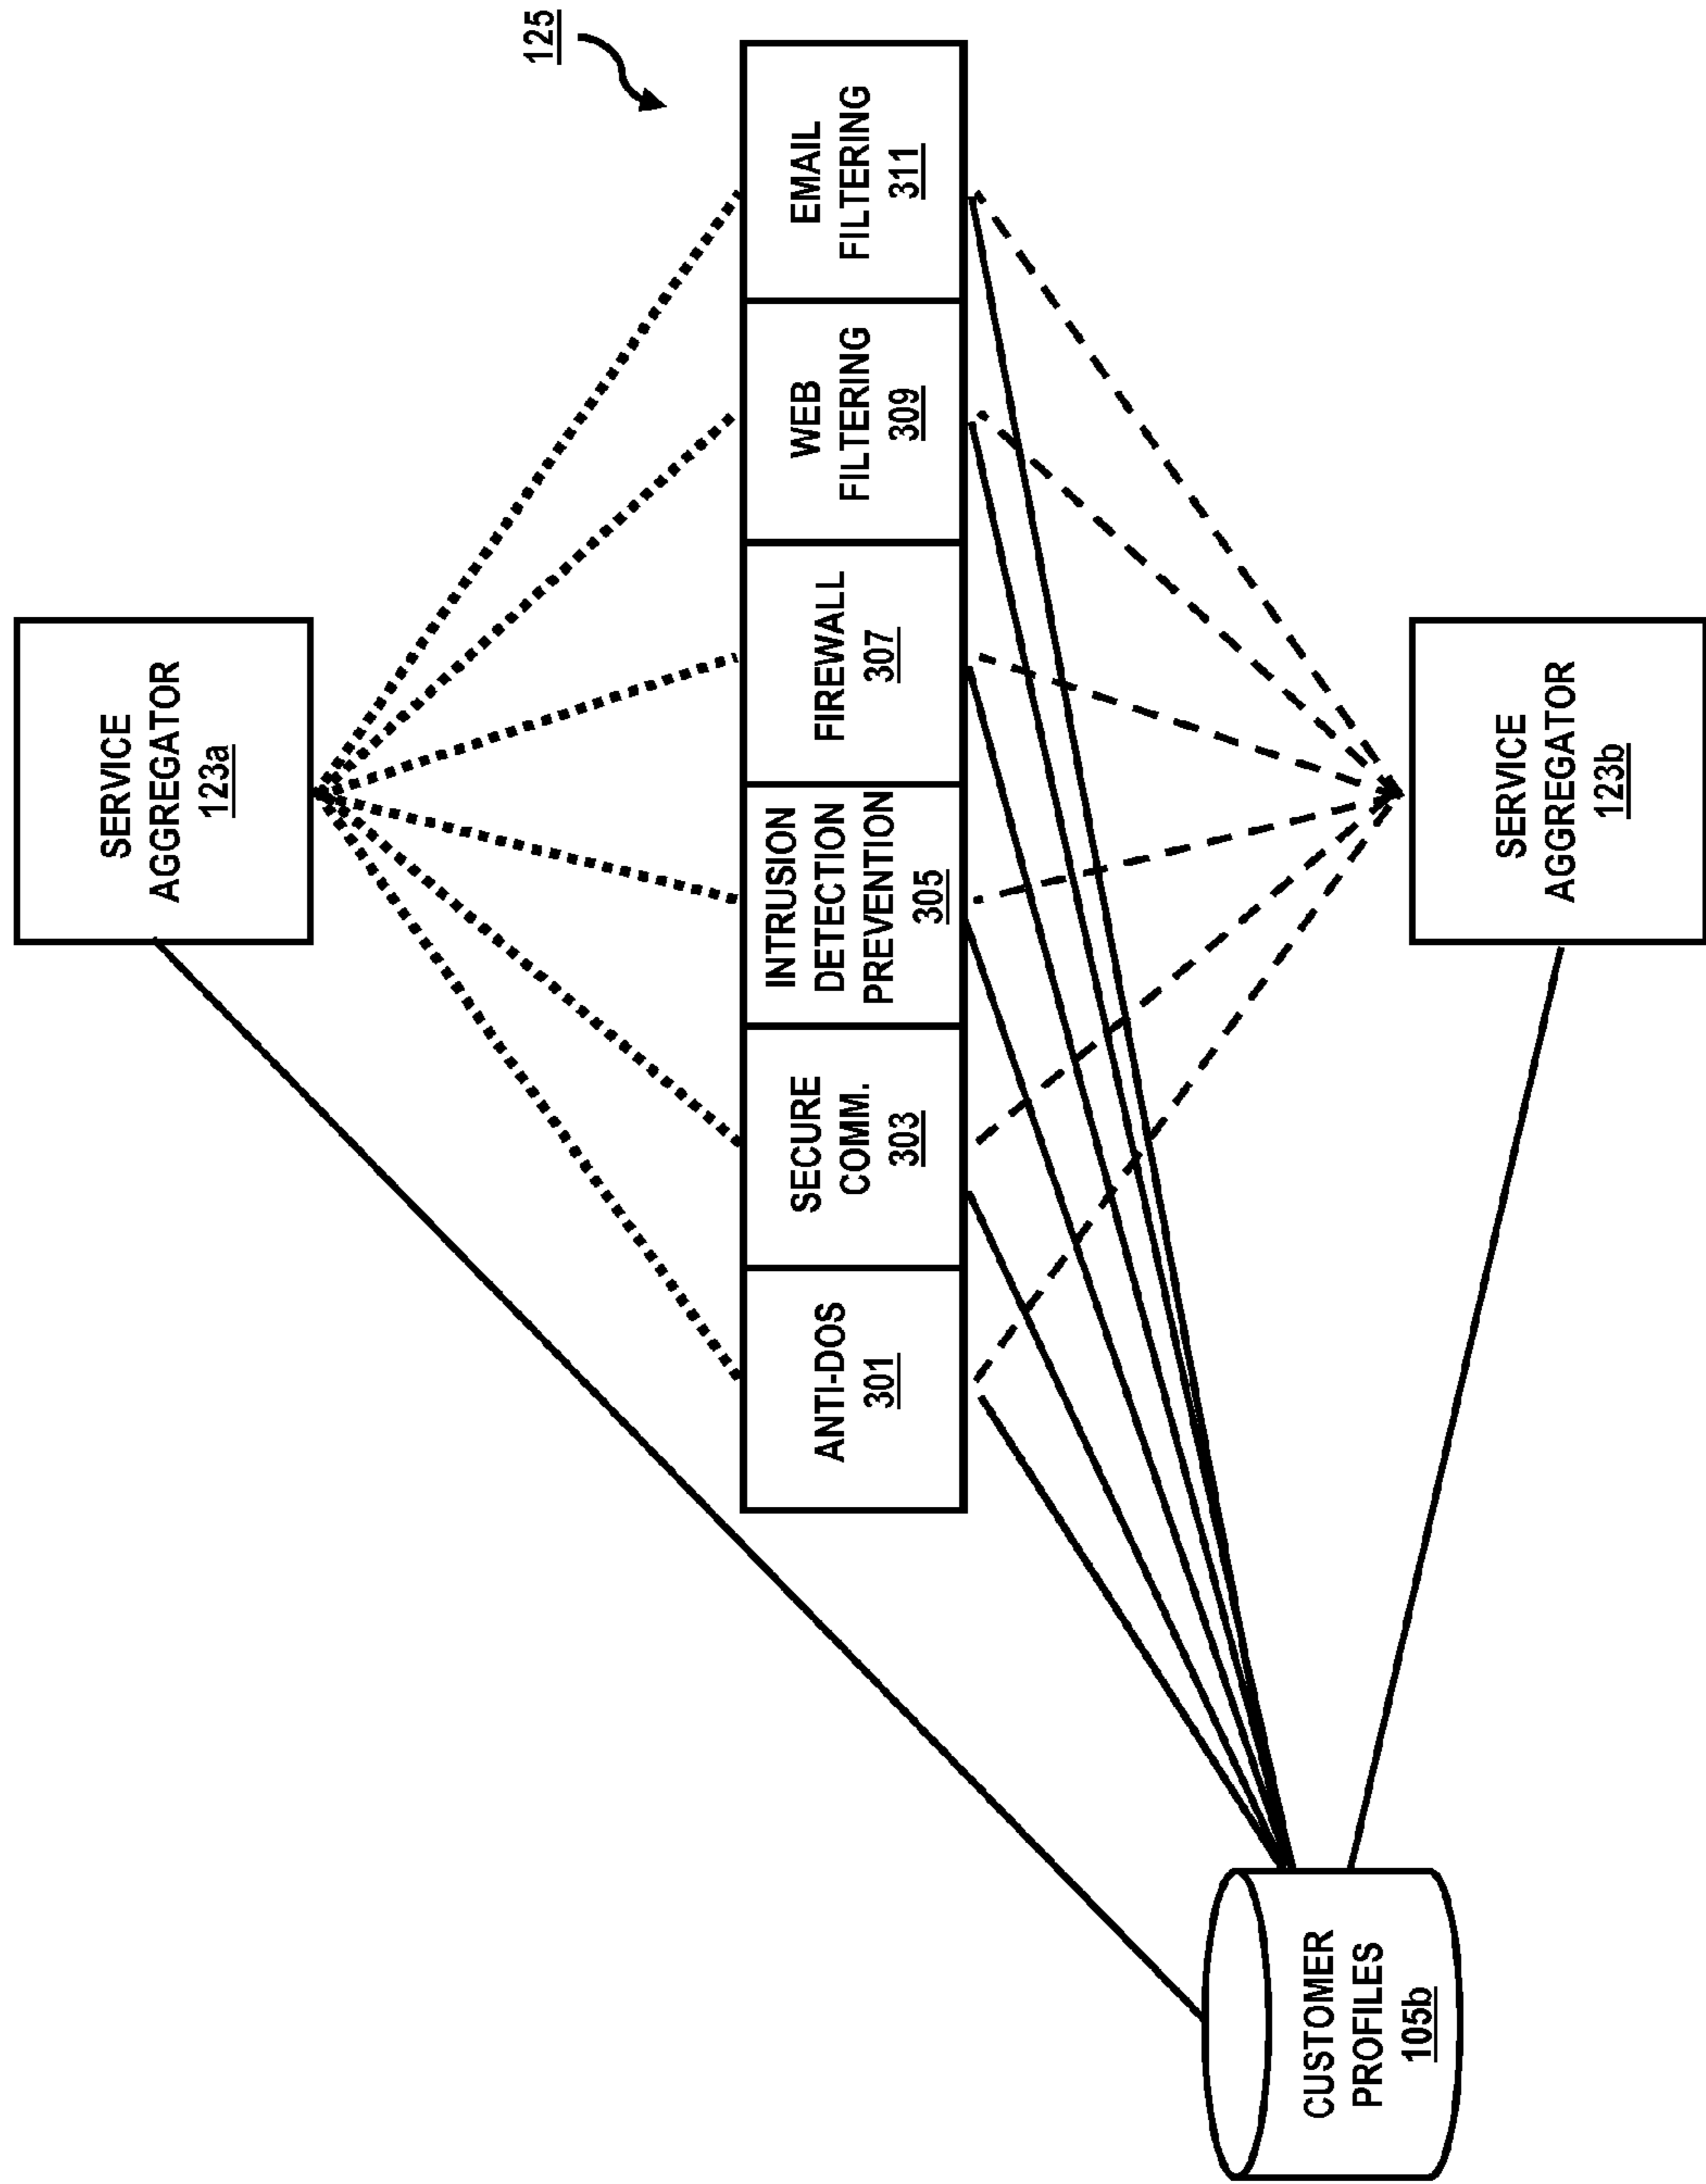 125
SERVICE
AGGREGATOR
123a
ANTI-DOS
301
SECURE
COMM.
303
INTRUSION
DETECTION
PREVENTION
305
FIREWALL
307
WEB
FILTERING
309
EMAIL
FILTERING
311
CUSTOMER
PROFILES
105b
SERVICE
AGGREGATOR
123b